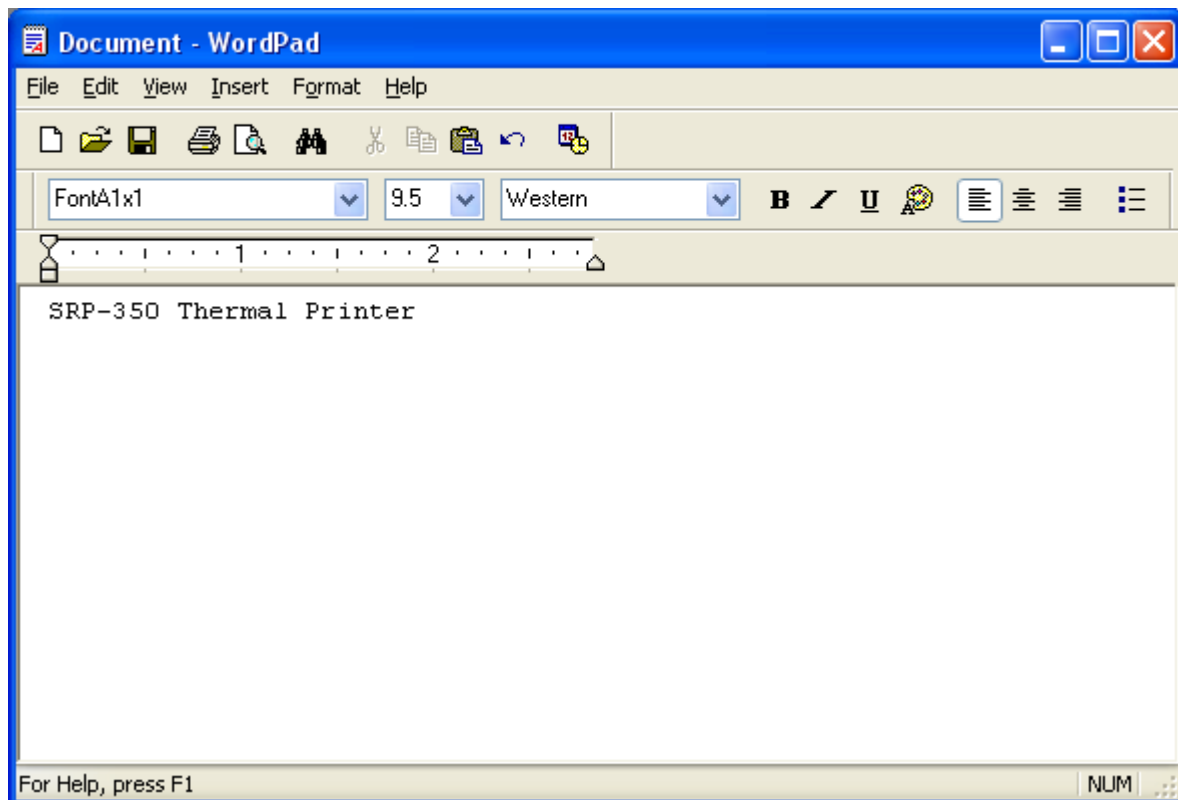 Document - WordPad
File Edit View Insert Format Help
FontA1x1 9.5 Western B U
1 2
SRP-350 Thermal Printer
For Help, press F1 NUM